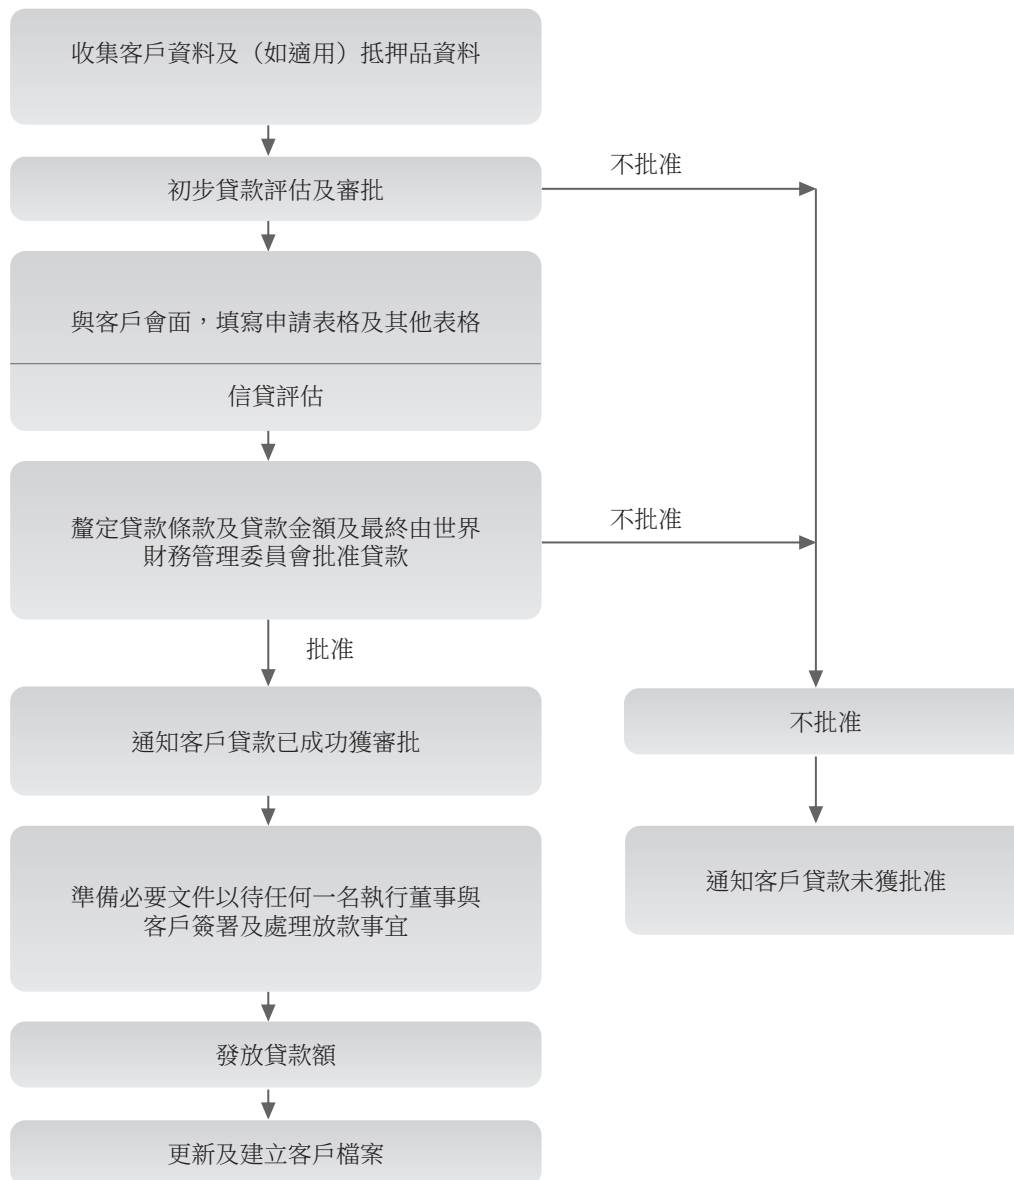 收集客戶資料及（如適用）抵押品資料
初步貸款評估及審批
不批准
與客戶會面，填寫申請表格及其他表格
信貸評估
釐定貸款條款及貸款金額及最終由世界
財務管理委員會批准貸款
不批准
批准
通知客戶貸款已成功獲審批
不批准
準備必要文件以待任何一名執行董事與
客戶簽署及處理放款事宜
通知客戶貸款未獲批准
發放貸款額
更新及建立客戶檔案